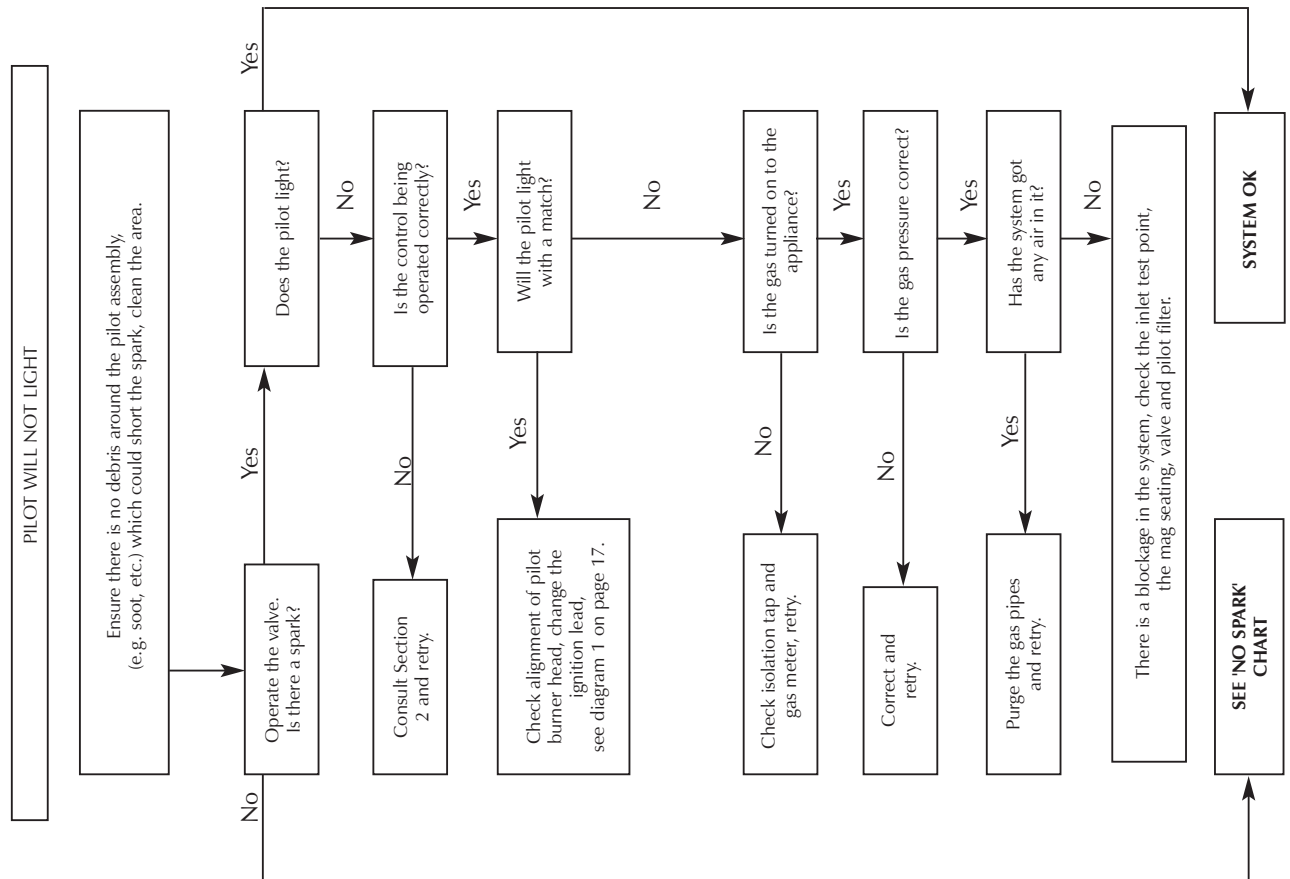 PILOT WILL NOT LIGHT
Ensure there is no debris around the pilot assembly,
(e.g. soot, etc.) which could short the spark, clean the area.
No
Operate the valve.
Is there a spark?
Yes
Does the pilot light?
Yes
No
Consult Section
2 and retry.
No
Is the control being
operated correctly?
Yes
Check alignment of pilot
burner head, change the
ignition lead,
see diagram 1 on page 17.
Yes
Will the pilot light
with a match?
No
Check isolation tap and
gas meter, retry.
No
Is the gas turned on to the
appliance?
Yes
Correct and
retry.
No
Is the gas pressure correct?
Yes
Purge the gas pipes
and retry.
Yes
Has the system got
any air in it?
No
There is a blockage in the system, check the inlet test point,
the mag seating, valve and pilot filter.
SEE 'NO SPARK'
CHART
SYSTEM OK